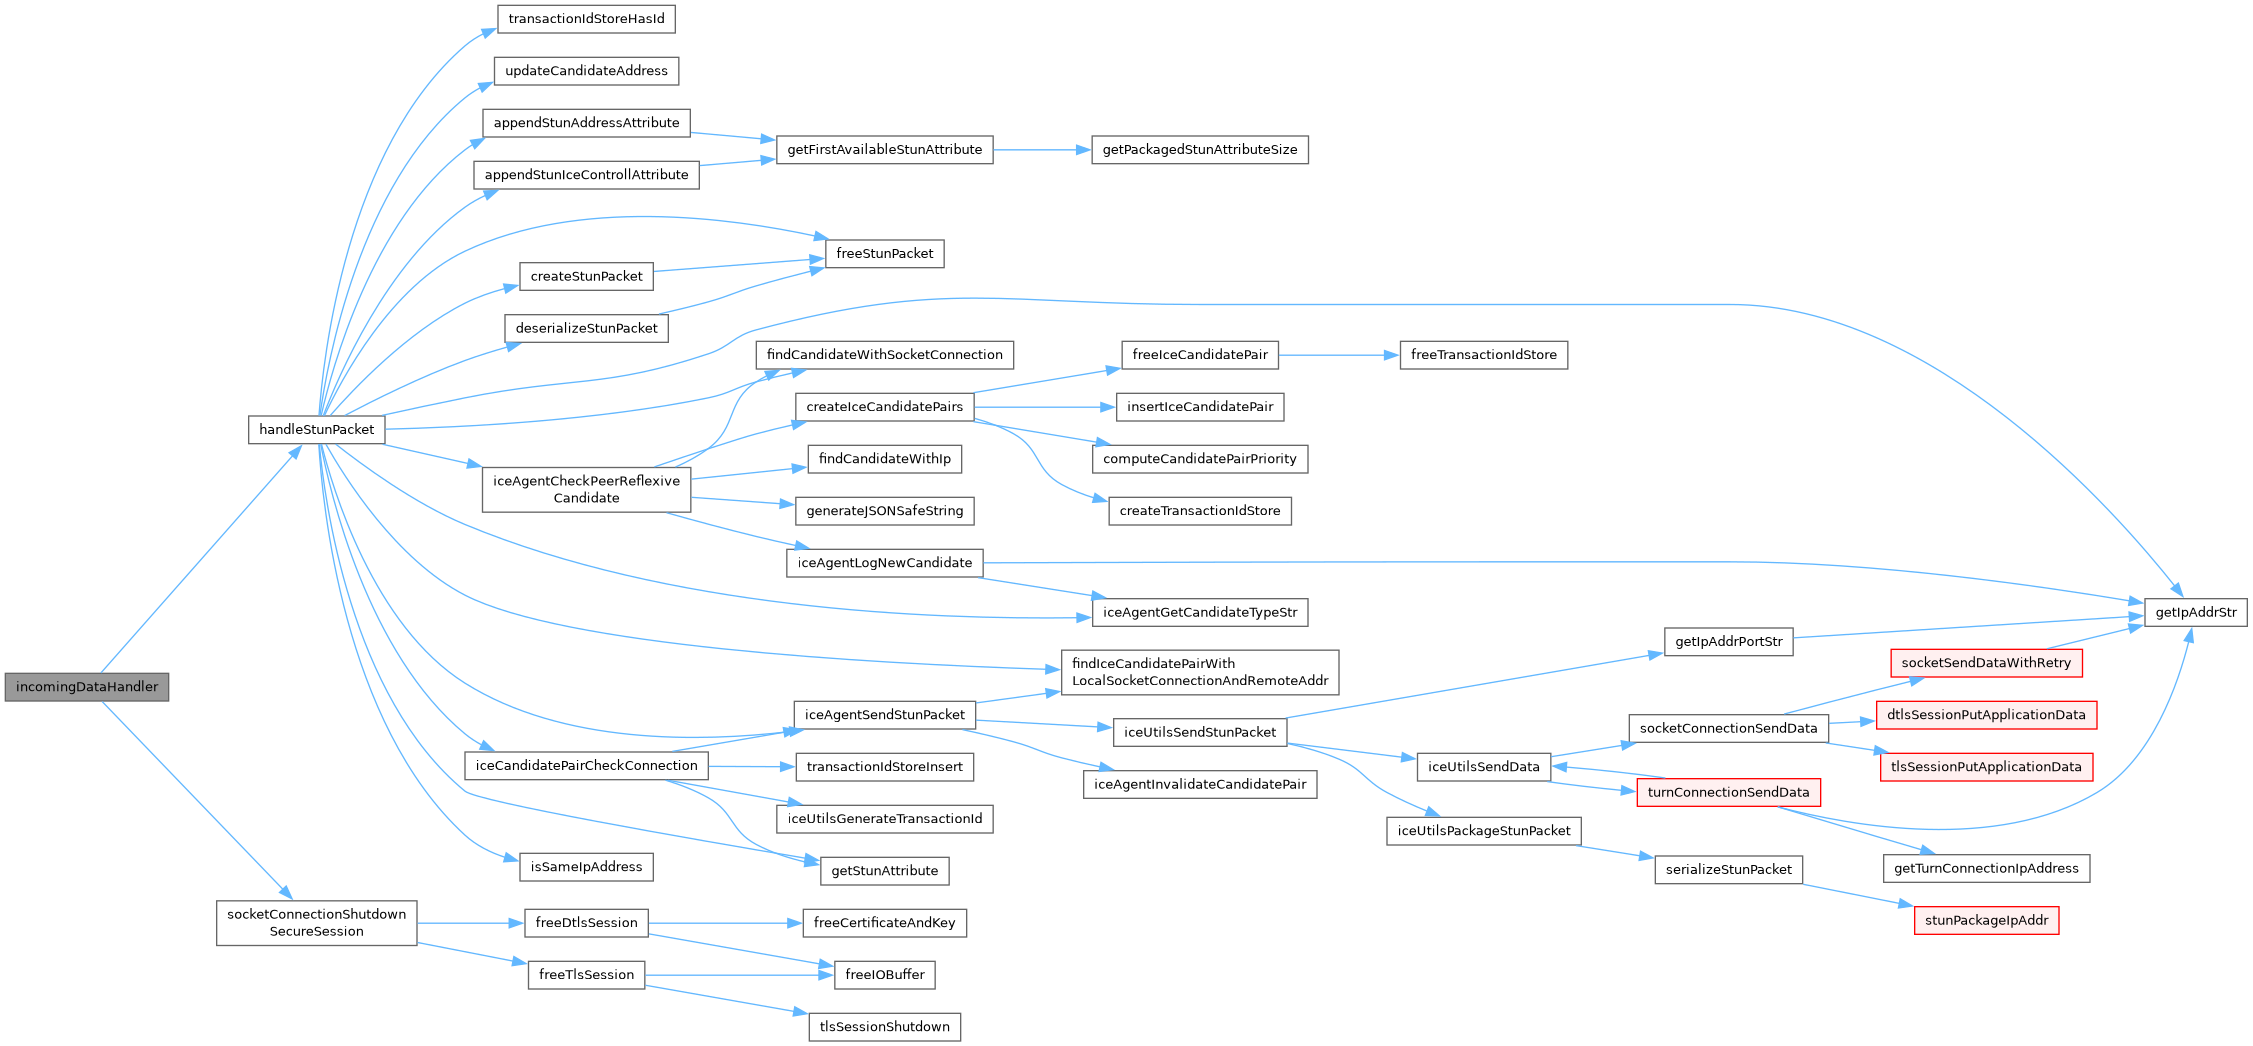 transactionIdStoreHasId
updateCandidateAddress
appendStunAddressAttribute
getFirstAvailableStunAttribute
getPackagedStunAttributeSize
appendStunIceControllAttribute
freeStunPacket
createStunPacket
deserializeStunPacket
findCandidateWithSocketConnection
freeIceCandidatePair
freeTransactionIdStore
createIceCandidatePairs
insertIceCandidatePair
handleStunPacket
findCandidateWithIp
computeCandidatePairPriority
iceAgentCheckPeerReflexive
Candidate
generateJSONSafeString
createTransactionIdStore
iceAgentLogNewCandidate
iceAgentGetCandidateTypeStr
getIpAddrStr
getIpAddrPortStr
findIceCandidatePairWith
LocalSocketConnectionAndRemoteAddr
socketSendDataWithRetry
incomingDataHandler
iceAgentSendStunPacket
iceUtilsSendStunPacket
socketConnectionSendData
dtlsSessionPutApplicationData
iceCandidatePairCheckConnection
transactionIdStoreInsert
iceUtilsSendData
tlsSessionPutApplicationData
iceAgentInvalidateCandidatePair
turnConnectionSendData
iceUtilsGenerateTransactionId
iceUtilsPackageStunPacket
isSameIpAddress
getStunAttribute
serializeStunPacket
getTurnConnectionIpAddress
socketConnectionShutdown
SecureSession
freeDtlsSession
freeCertificateAndKey
stunPackageIpAddr
freeTlsSession
freeIOBuffer
tlsSessionShutdown